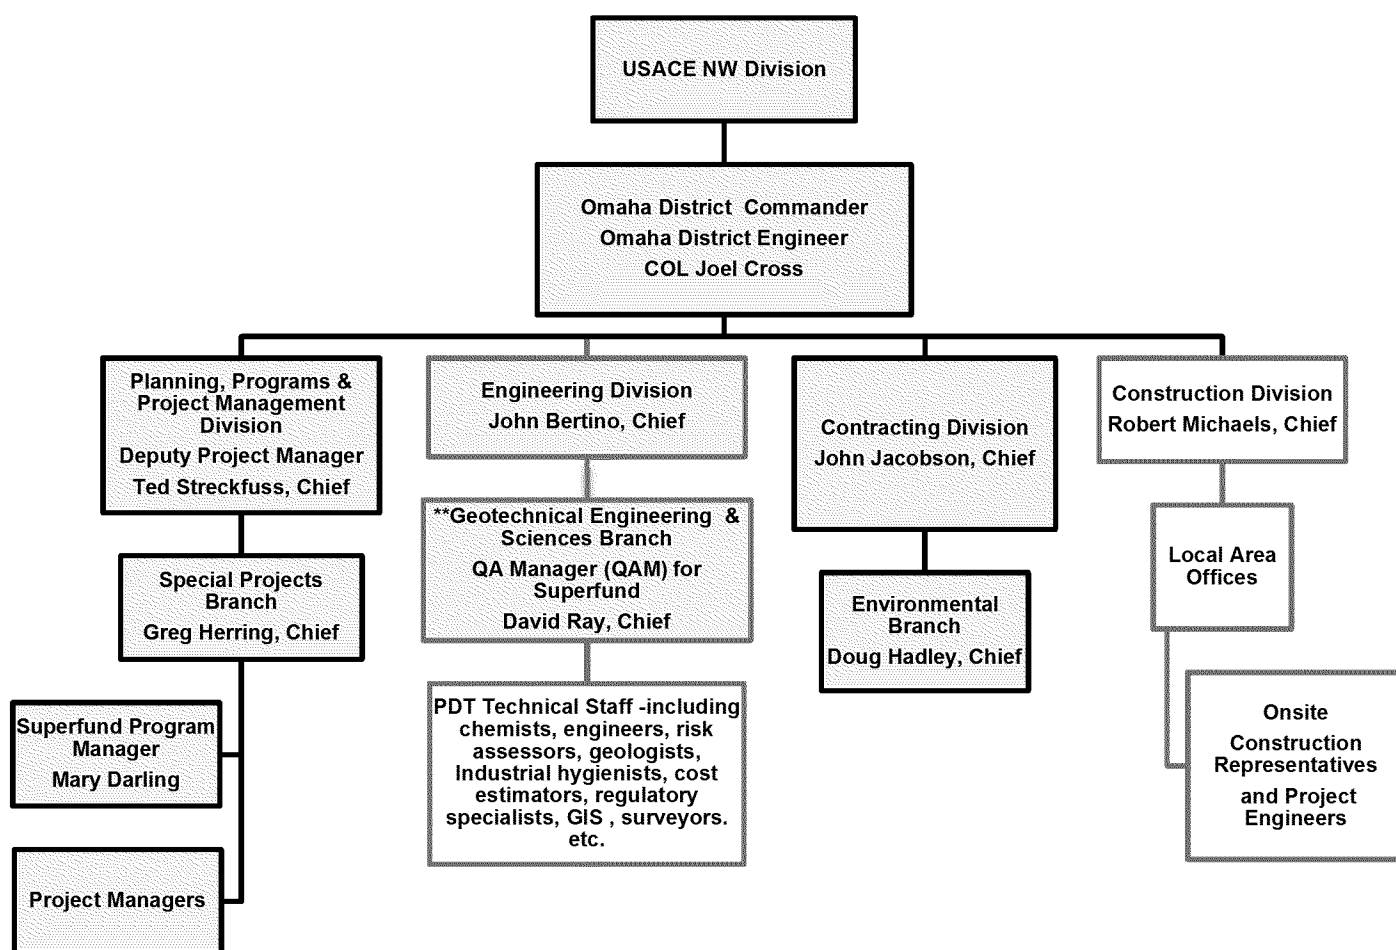 USACE NW Division
Omaha District Commander
Omaha District Engineer
COL Joel Cross
Planning, Programs &
Project Management
Division
Deputy Project Manager
Ted Streckfuss, Chief
Engineering Division
John Bertino, Chief
Contracting Division
John Jacobson, Chief
Construction Division
Robert Michaels, Chief
Special Projects
Branch
Greg Herring, Chief
**Geotechnical Engineering &
Sciences Branch
QA Manager (QAM) for
Superfund
David Ray, Chief
Environmental
Branch
Doug Hadley, Chief
Local Area
Offices
Superfund Program
Manager
Mary Darling
PDT Technical Staff -including
chemists, engineers, risk
assessors, geologists,
Industrial hygienists, cost
estimators, regulatory
specialists, GIS , surveyors.
etc.
Onsite
Construction
Representatives
and Project
Engineers
Project Managers